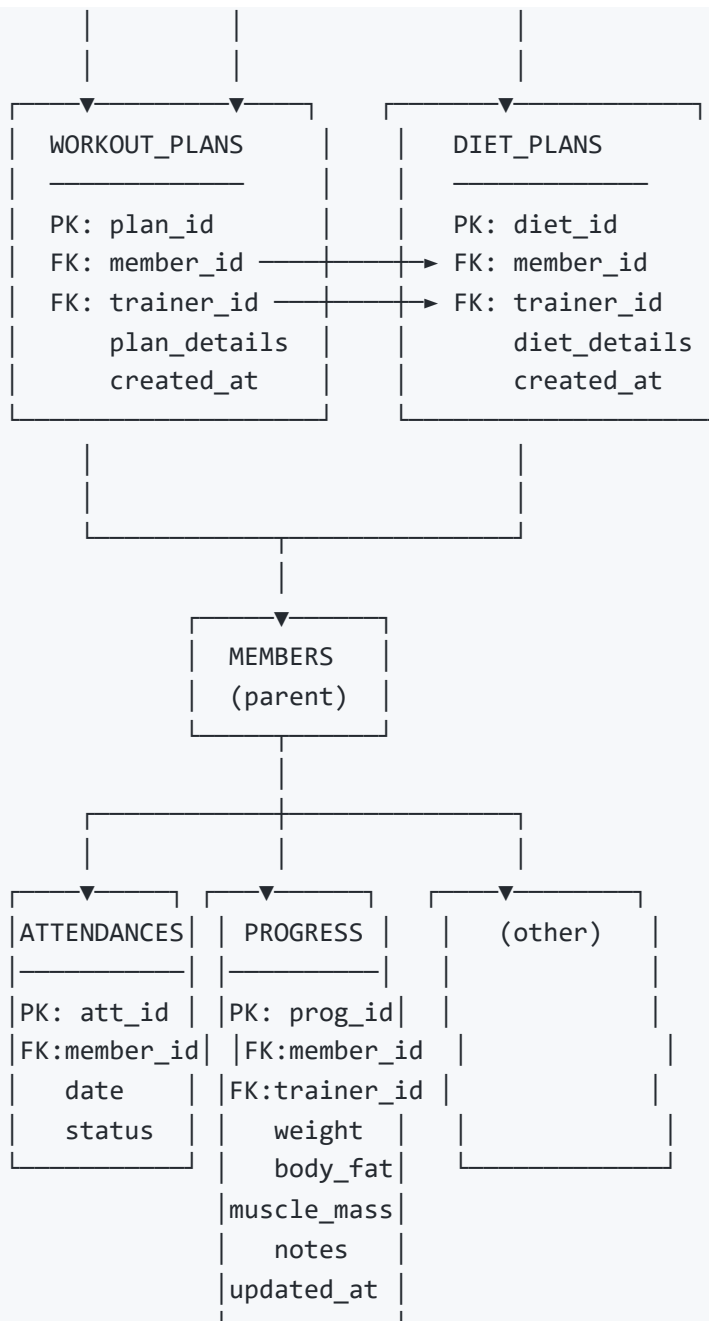 WORKOUT_PLANS DIET_PLANS
PK: plan_id PK: diet_id
FK: member_id FK: member_id
FK: trainer_id FK: trainer_id
plan_details diet_details
created_at created_at
MEMBERS
(parent)
ATTENDANCES PROGRESS (other)
PK: att_id PK: prog_id
FK:member_id FK:member_id
date FK:trainer_id
status weight
body_fat
muscle_mass
notes
updated_at